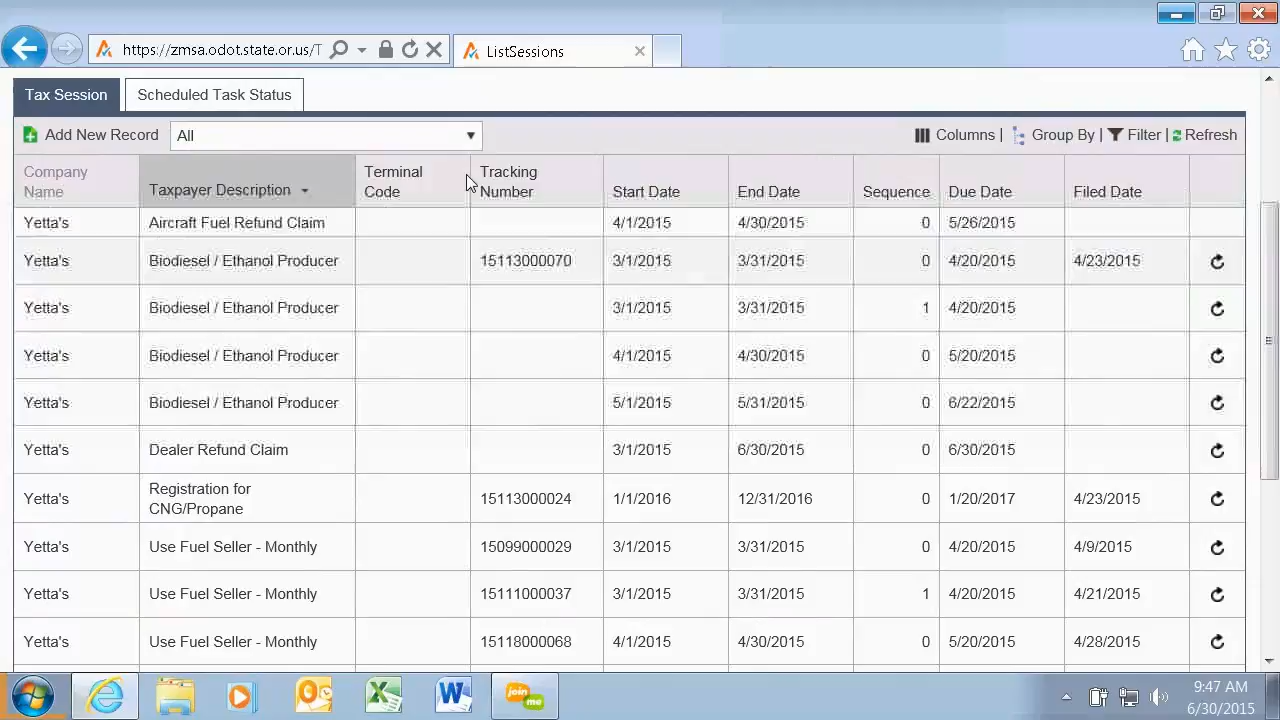 https://zmsa.odot.state.or.us/T
ListSessions
Tax Session
Scheduled Task Status
Add New Record
All
Columns | Group By | Filter | Refresh
Company Name
Taxpayer Description
Terminal Code
Tracking Number
Start Date
End Date
Sequence
Due Date
Filed Date
Yetta's Aircraft Fuel Refund Claim 4/1/2015 4/30/2015 0 5/26/2015
Yetta's Biodiesel / Ethanol Producer 15113000070 3/1/2015 3/31/2015 0 4/20/2015 4/23/2015
Yetta's Biodiesel / Ethanol Producer 3/1/2015 3/31/2015 1 4/20/2015
Yetta's Biodiesel / Ethanol Producer 4/1/2015 4/30/2015 0 5/20/2015
Yetta's Biodiesel / Ethanol Producer 5/1/2015 5/31/2015 0 6/22/2015
Yetta's Dealer Refund Claim 3/1/2015 6/30/2015 0 6/30/2015
Yetta's Registration for CNG/Propane 15113000024 1/1/2016 12/31/2016 0 1/20/2017 4/23/2015
Yetta's Use Fuel Seller - Monthly 15099000029 3/1/2015 3/31/2015 0 4/20/2015 4/9/2015
Yetta's Use Fuel Seller - Monthly 15111000037 3/1/2015 3/31/2015 1 4/20/2015 4/21/2015
Yetta's Use Fuel Seller - Monthly 15118000068 4/1/2015 4/30/2015 0 5/20/2015 4/28/2015
join
me
9:47 AM
6/30/2015